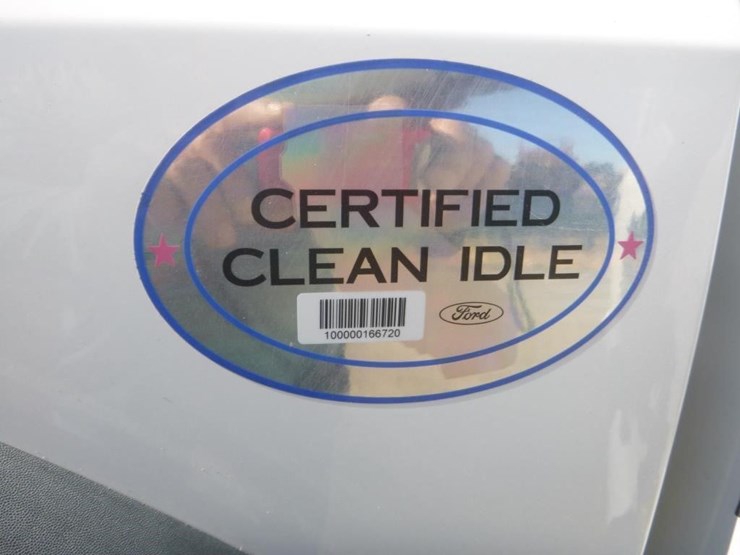 CERTIFIED
CLEAN IDLE
100000166720
Ford